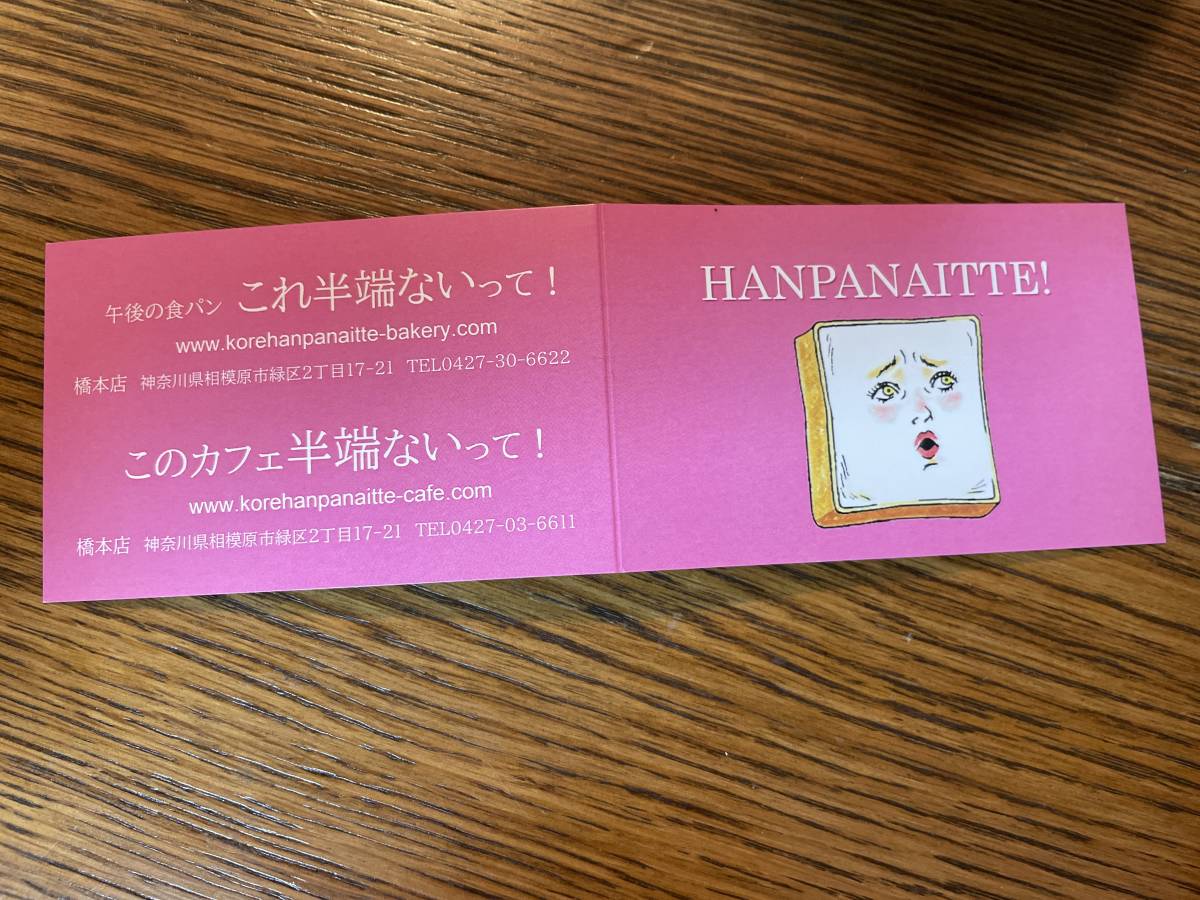 午後の食パン これ半端ないって！
www.korehanpanaitte-bakery.com
橋本店 神奈川県相模原市緑区2丁目17-21 TEL0427-30-6622
このカフェ半端ないって！
www.korehanpanaitte-cafe.com
橋本店 神奈川県相模原市緑区2丁目17-21 TEL0427-03-6611
HANPANAITTE!